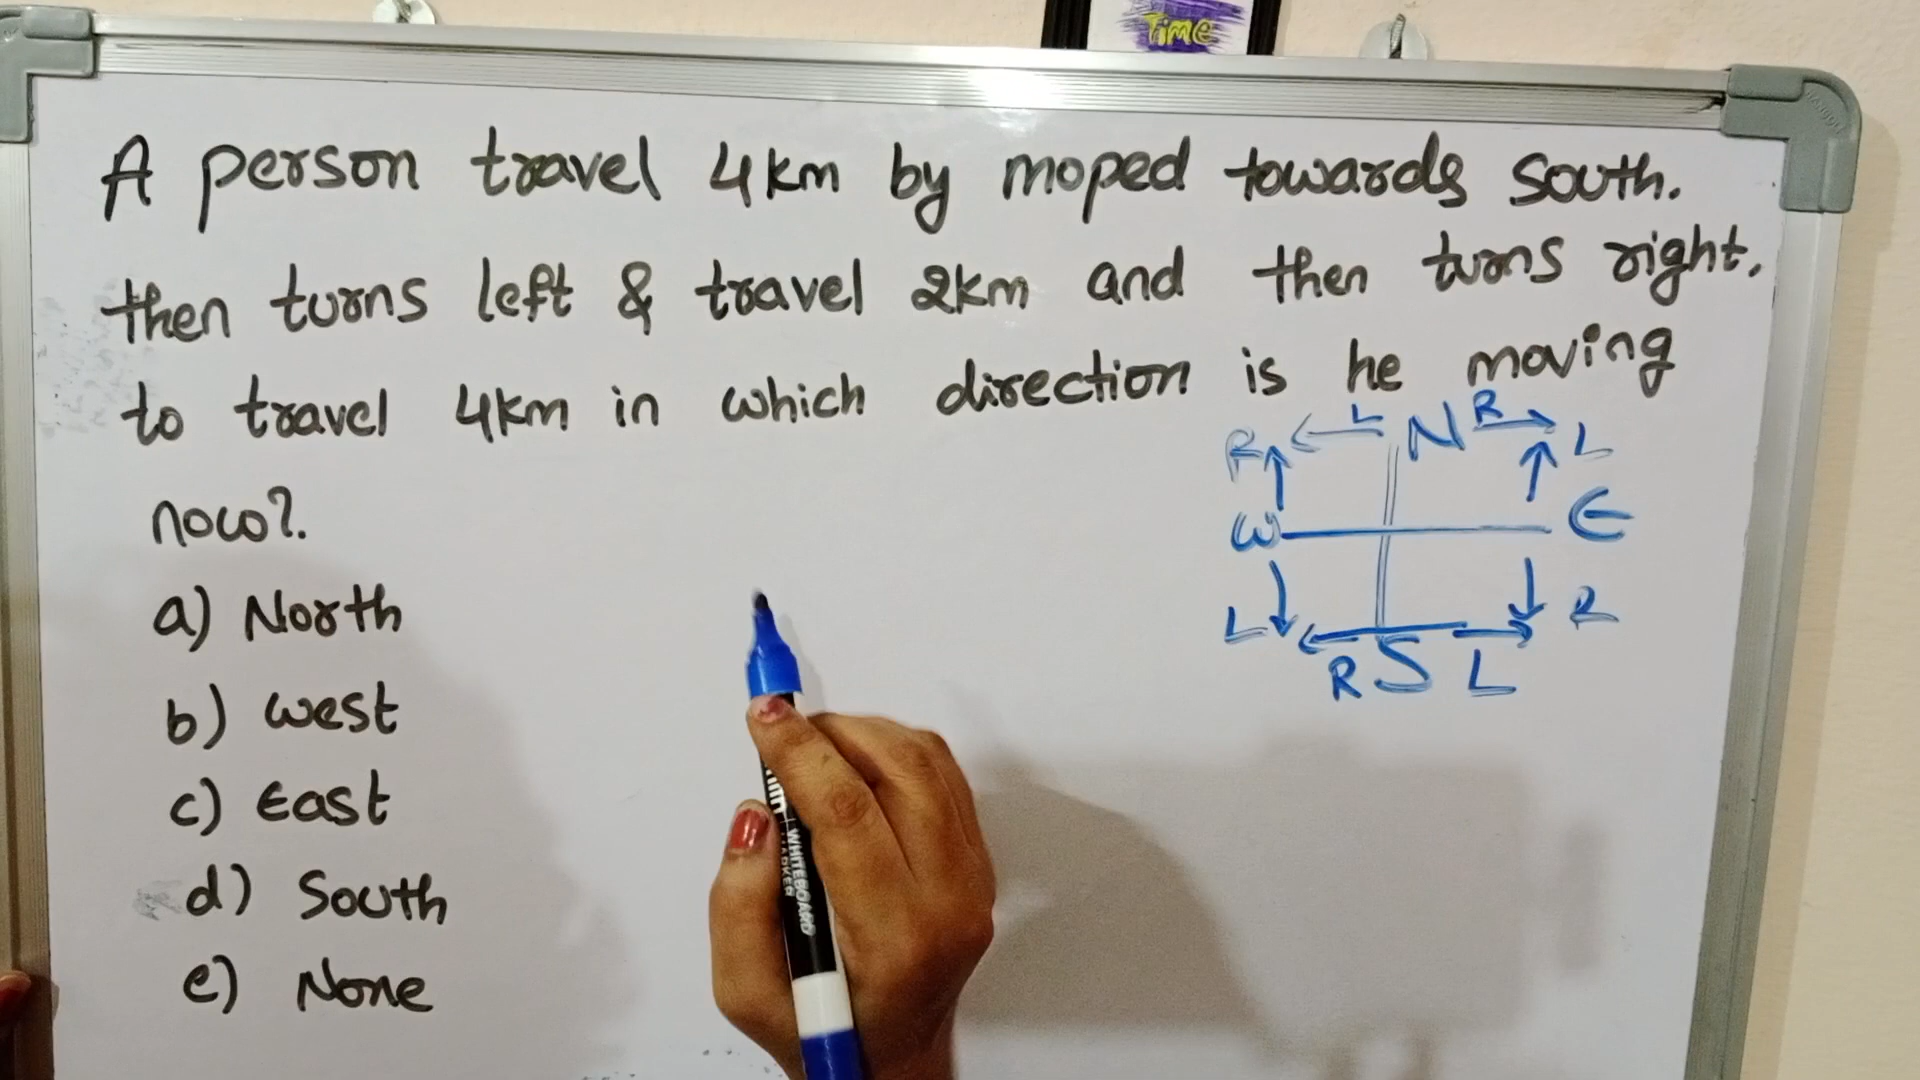 Time
A person travel 4km by moped towards South.
then turns left & travel 2km and then turns right.
to travel 4km in which direction is he moving
now?.
a) North
b) west
c) East
d) South
e) None
L N R
R L
W E
L R
R S L
WHITEBOARD
MARKER